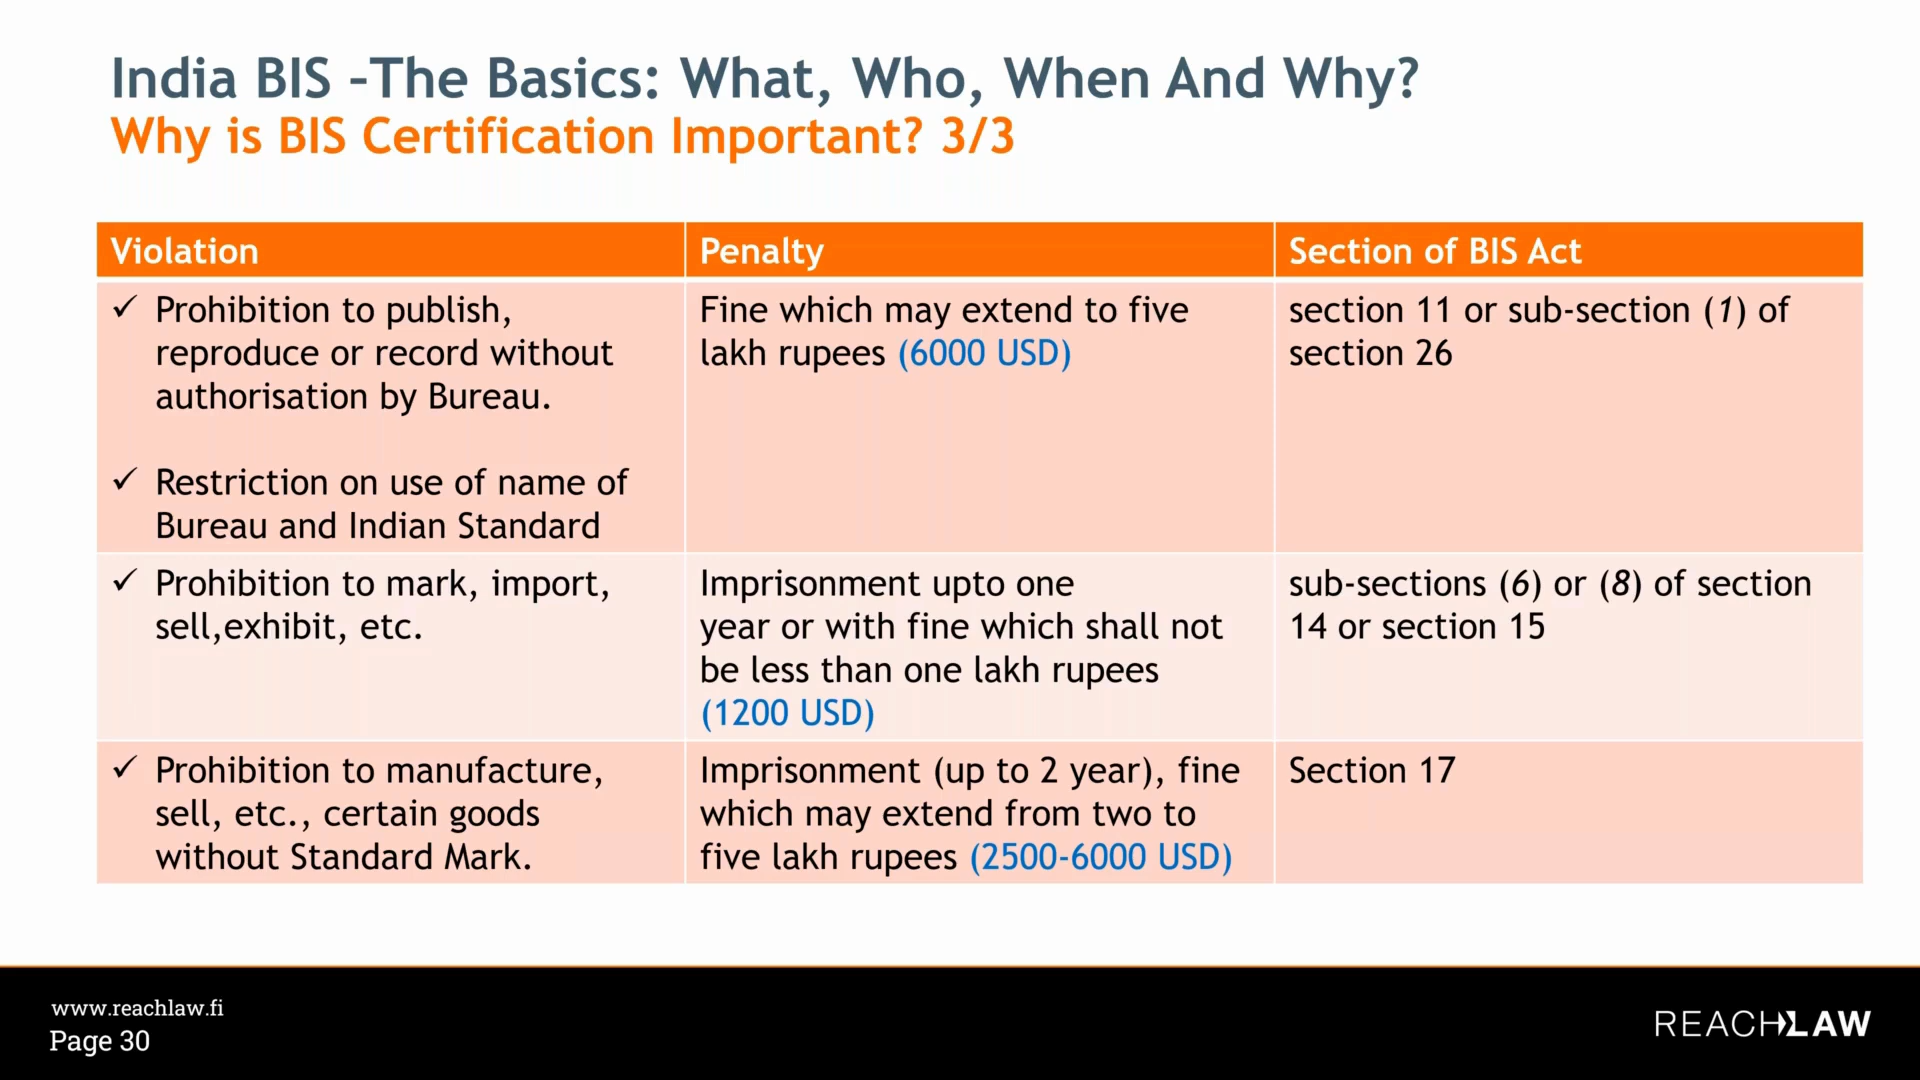 India BIS –The Basics: What, Who, When And Why?
Why is BIS Certification Important? 3/3
Violation
Penalty
Section of BIS Act
✓ Prohibition to publish,
reproduce or record without
authorisation by Bureau.
✓ Restriction on use of name of
Bureau and Indian Standard
Fine which may extend to five
lakh rupees (6000 USD)
section 11 or sub-section (1) of
section 26
✓ Prohibition to mark, import,
sell,exhibit, etc.
Imprisonment upto one
year or with fine which shall not
be less than one lakh rupees
(1200 USD)
sub-sections (6) or (8) of section
14 or section 15
✓ Prohibition to manufacture,
sell, etc., certain goods
without Standard Mark.
Imprisonment (up to 2 year), fine
which may extend from two to
five lakh rupees (2500-6000 USD)
Section 17
www.reachlaw.fi
Page 30
REACHLAW